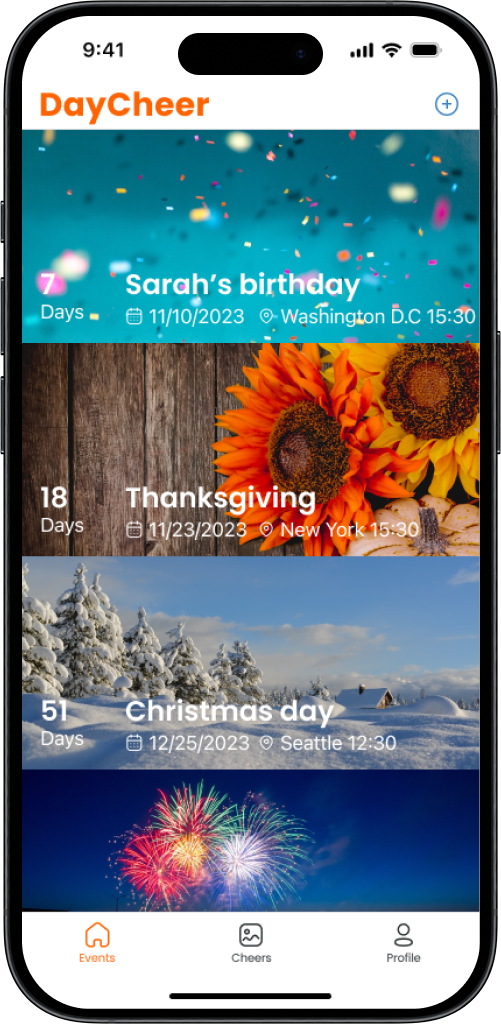 9:41
DayCheer
7 Sarah’s birthday
Days 11/10/2023 Washington D.C 15:30
18 Thanksgiving
Days 11/23/2023 New York 15:30
51 Christmas day
Days 12/25/2023 Seattle 12:30
Events Cheers Profile